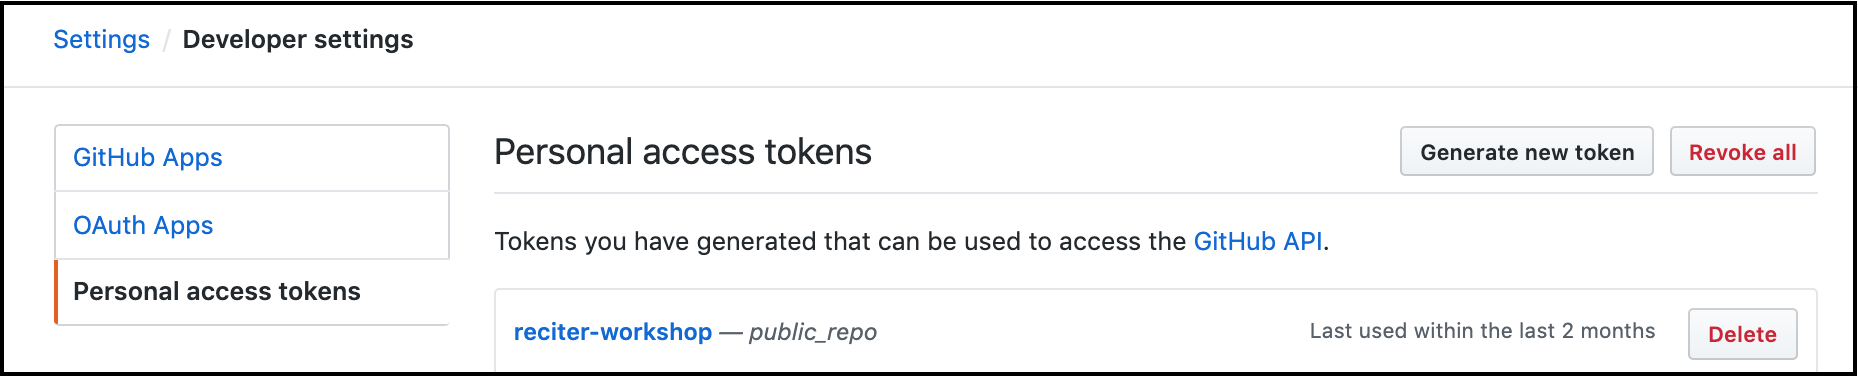 Settings / Developer settings
GitHub Apps
OAuth Apps
Personal access tokens
Personal access tokens
Generate new token
Revoke all
Tokens you have generated that can be used to access the GitHub API.
reciter-workshop — public_repo
Last used within the last 2 months
Delete